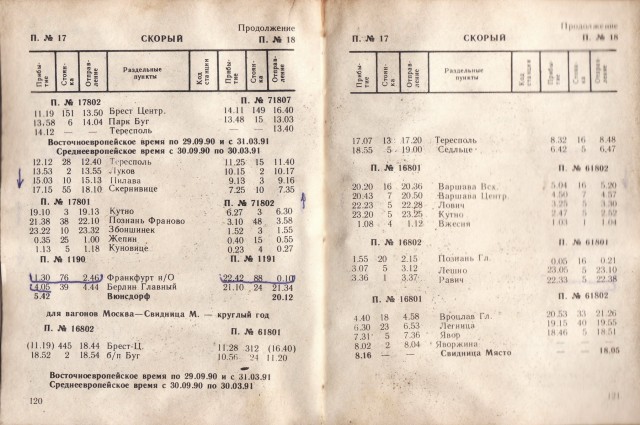 Продолжение
П. № 17 СКОРЫЙ П. № 18
Прибытие Стоянка Отправление Раздельные пункты Код станции Прибытие Стоянка Отправление
П. № 17802 П. № 71807
11.19 151 13.50 Брест Центр. 14.11 149 16.40
13.58 6 14.04 Парк Буг 13.48 15 13.03
14.12 — — Тересполь — — 13.40
Восточноевропейское время по 29.09.90 и с 31.03.91
Среднеевропейское время с 30.09.90 по 30.03.91
12.12 28 12.40 Тересполь 11.25 15 11.40
13.53 2 13.55 Луков 10.15 2 10.17
15.03 10 15.13 Пилава 9.13 3 9.16
17.15 55 18.10 Скерневице 7.25 10 7.35
П. № 17801 П. № 71802
19.10 3 19.13 Кутно 6.27 3 6.30
21.38 38 22.10 Познань Франово 3.10 48 3.58
23.22 10 23.32 Збоншинек 1.52 3 1.55
0.35 25 1.00 Жепин 0.40 15 0.55
1.13 5 1.18 Куновице 0.23 4 0.27
П. № 1190 П. № 1191
1.30 76 2.46 Франкфурт н/О 22.42 88 0.10
4.05 39 4.44 Берлин Главный 21.10 24 21.34
5.42 Вюнсдорф 20.12
для вагонов Москва—Свидница М. — круглый год
П. № 16802 П. № 61801
(11.19) 445 18.44 Брест-Ц. 11.28 312 (16.40)
18.52 2 18.54 б/п Буг 10.56 24 11.20
Восточноевропейское время по 29.09.90 и с 31.03.91
Среднеевропейское время с 30.09.90 по 30.03.91
120
Продолжение
П. № 17 СКОРЫЙ П. № 18
Прибытие Стоянка Отправление Раздельные пункты Код станции Прибытие Стоянка Отправление
17.07 13 17.20 Тересполь 8.32 16 8.48
18.55 5 19.00 Седльце 6.42 5 6.47
П. № 16801 П. № 61802
20.20 16 20.36 Варшава Всх. 5.04 16 5.20
20.43 7 20.50 Варшава Центр. 4.50 7 4.57
22.23 5 22.28 Лович 3.25 5 3.30
23.20 5 23.25 Кутно 2.47 5 2.52
1.08 4 1.12 Вжесня 1.03 1 1.04
П. № 16802 П. № 61801
1.55 20 2.15 Познань Гл. 0.05 16 0.21
3.07 5 3.12 Лешно 23.05 5 23.10
3.36 1 3.37 Равич 22.33 5 22.38
П. № 16801 П. № 61802
4.40 18 4.58 Вроцлав Гл. 20.53 33 21.26
6.30 23 6.53 Легница 19.15 40 19.55
7.31 5 7.36 Явор 18.46 5 18.51
8.02 2 8.04 Яворжина — — —
8.16 — — Свидница Място — — 18.05
121